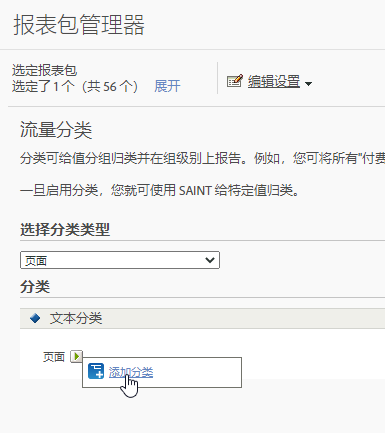 报表包管理器
选定报表包
选定了 1 个（共 56 个） 展开
编辑设置
流量分类
分类可给值分组归类并在组级别上报告。例如，您可将所有"付费
一旦启用分类，您就可使用 SAINT 给特定值归类。
选择分类类型
页面
分类
文本分类
页面
添加分类